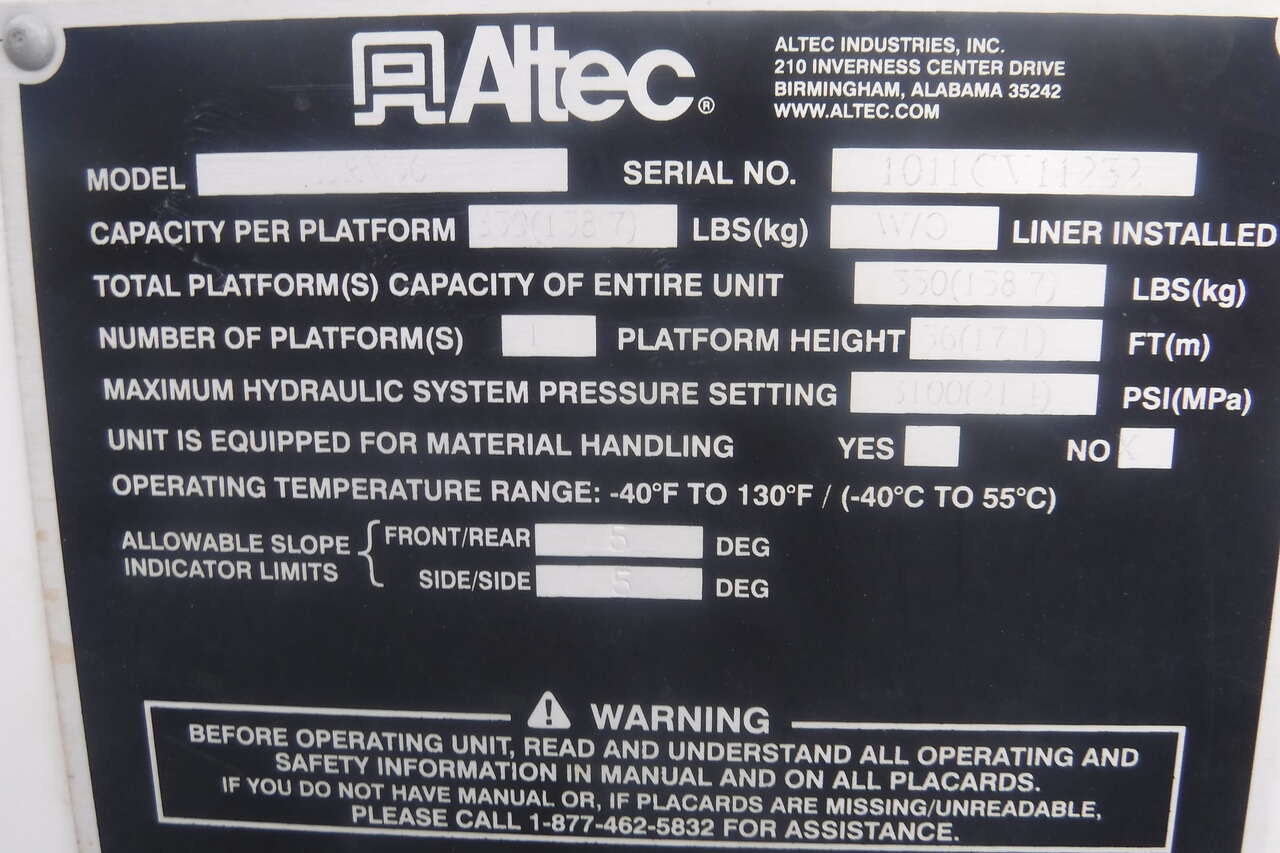 Altec®
ALTEC INDUSTRIES, INC.
210 INVERNESS CENTER DRIVE
BIRMINGHAM, ALABAMA 35242
WWW.ALTEC.COM
MODEL
SERIAL NO.
CAPACITY PER PLATFORM LBS(kg) W/O LINER INSTALLED
TOTAL PLATFORM(S) CAPACITY OF ENTIRE UNIT LBS(kg)
NUMBER OF PLATFORM(S) 1 PLATFORM HEIGHT FT(m)
MAXIMUM HYDRAULIC SYSTEM PRESSURE SETTING PSI(MPa)
UNIT IS EQUIPPED FOR MATERIAL HANDLING YES NO X
OPERATING TEMPERATURE RANGE: -40°F TO 130°F / (-40°C TO 55°C)
ALLOWABLE SLOPE INDICATOR LIMITS
FRONT/REAR 5 DEG
SIDE/SIDE 5 DEG
WARNING
BEFORE OPERATING UNIT, READ AND UNDERSTAND ALL OPERATING AND
SAFETY INFORMATION IN MANUAL AND ON ALL PLACARDS.
IF YOU DO NOT HAVE MANUAL OR, IF PLACARDS ARE MISSING/UNREADABLE,
PLEASE CALL 1-877-462-5832 FOR ASSISTANCE.